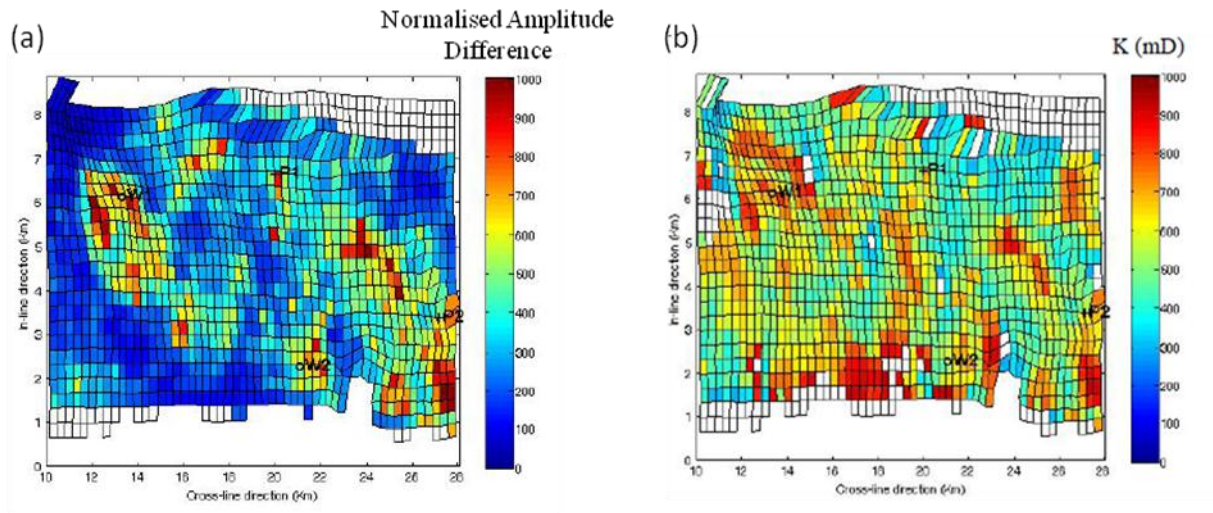 (a)
Normalised Amplitude
Difference
1000
900
800
700
600
500
400
300
200
100
0
8
7
6
5
4
3
2
1
0
10 12 14 16 18 20 22 24 26 28
In-line direction (Km)
Cross-line direction (Km)
W1
P1
W2
P2
(b)
K (mD)
1000
900
800
700
600
500
400
300
200
100
0
8
7
6
5
4
3
2
1
0
10 12 14 16 18 20 22 24 26 28
In-line direction (Km)
Cross-line direction (Km)
W1
P1
W2
P2